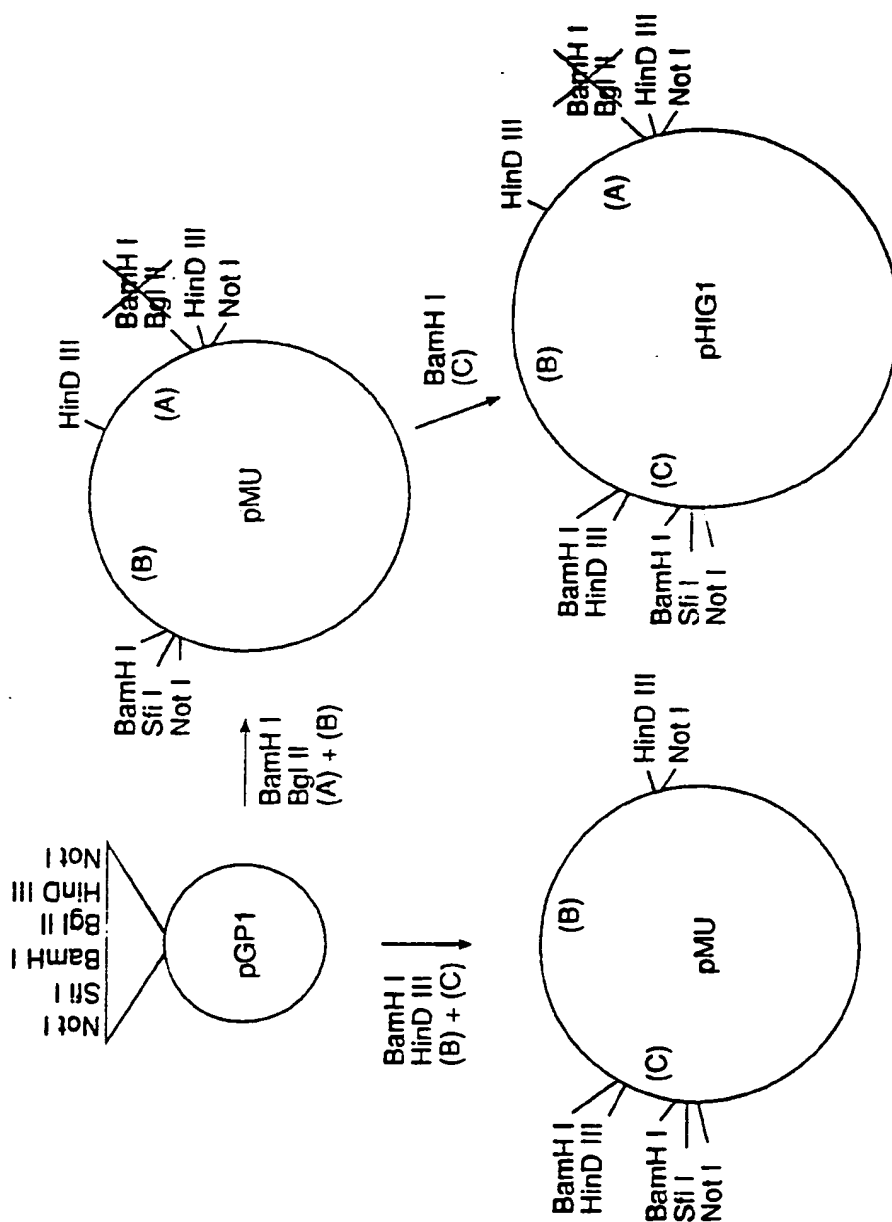 Not I
Sfi I
BamH I
Bgl II
HinD III
Not I
pGP1
BamH I
Bgl II
(A) + (B)
BamH I
Sfi I
Not I
(B)
HinD III
(A)
BamH I
Bgl II
HinD III
Not I
pMU
BamH I
HinD III
(B) + (C)
BamH I
(C)
BamH I
HinD III
(C)
BamH I
Sfi I
Not I
(B)
HinD III
Not I
pMU
BamH I
HinD III
(C)
BamH I
Sfi I
Not I
(B)
HinD III
(A)
BamH I
Bgl II
HinD III
Not I
pHIG1